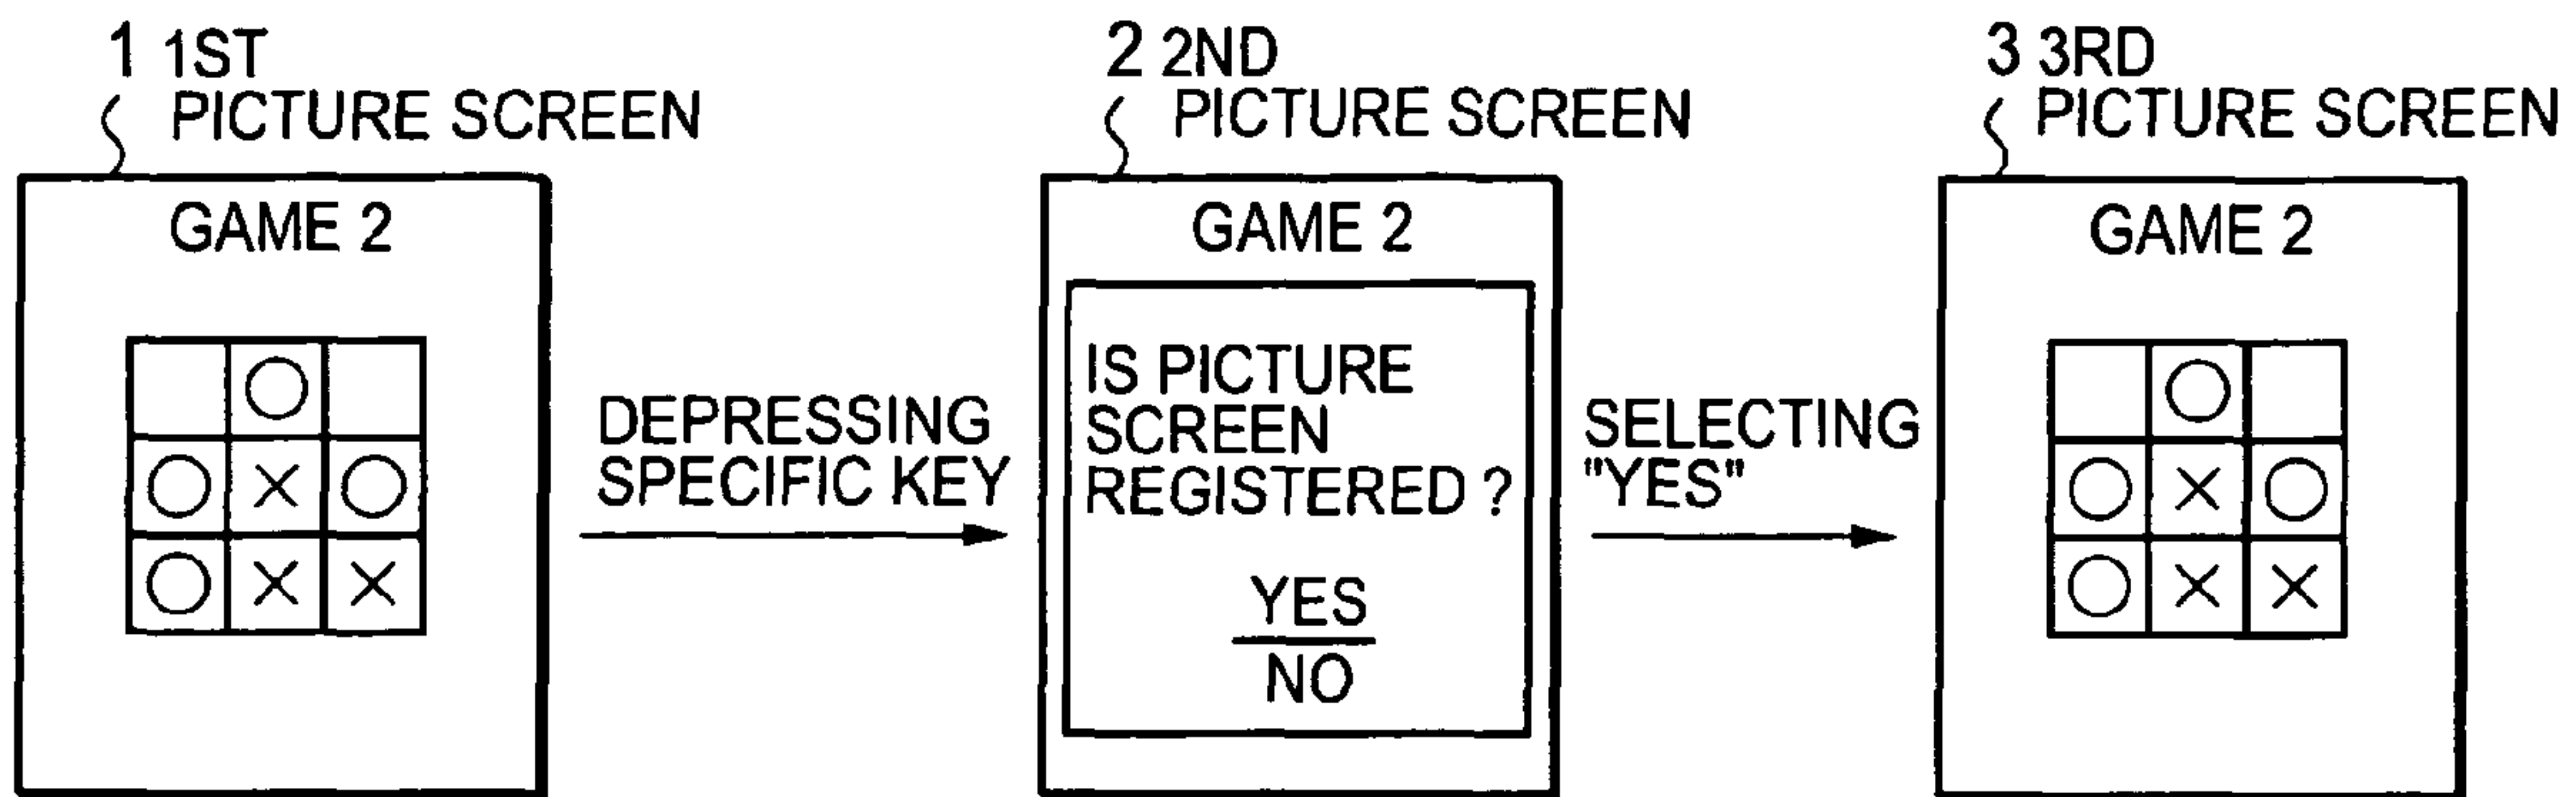 1 1ST
PICTURE SCREEN
GAME 2
DEPRESSING
SPECIFIC KEY
2 2ND
PICTURE SCREEN
GAME 2
IS PICTURE
SCREEN
REGISTERED ?
YES
NO
SELECTING
"YES"
3 3RD
PICTURE SCREEN
GAME 2